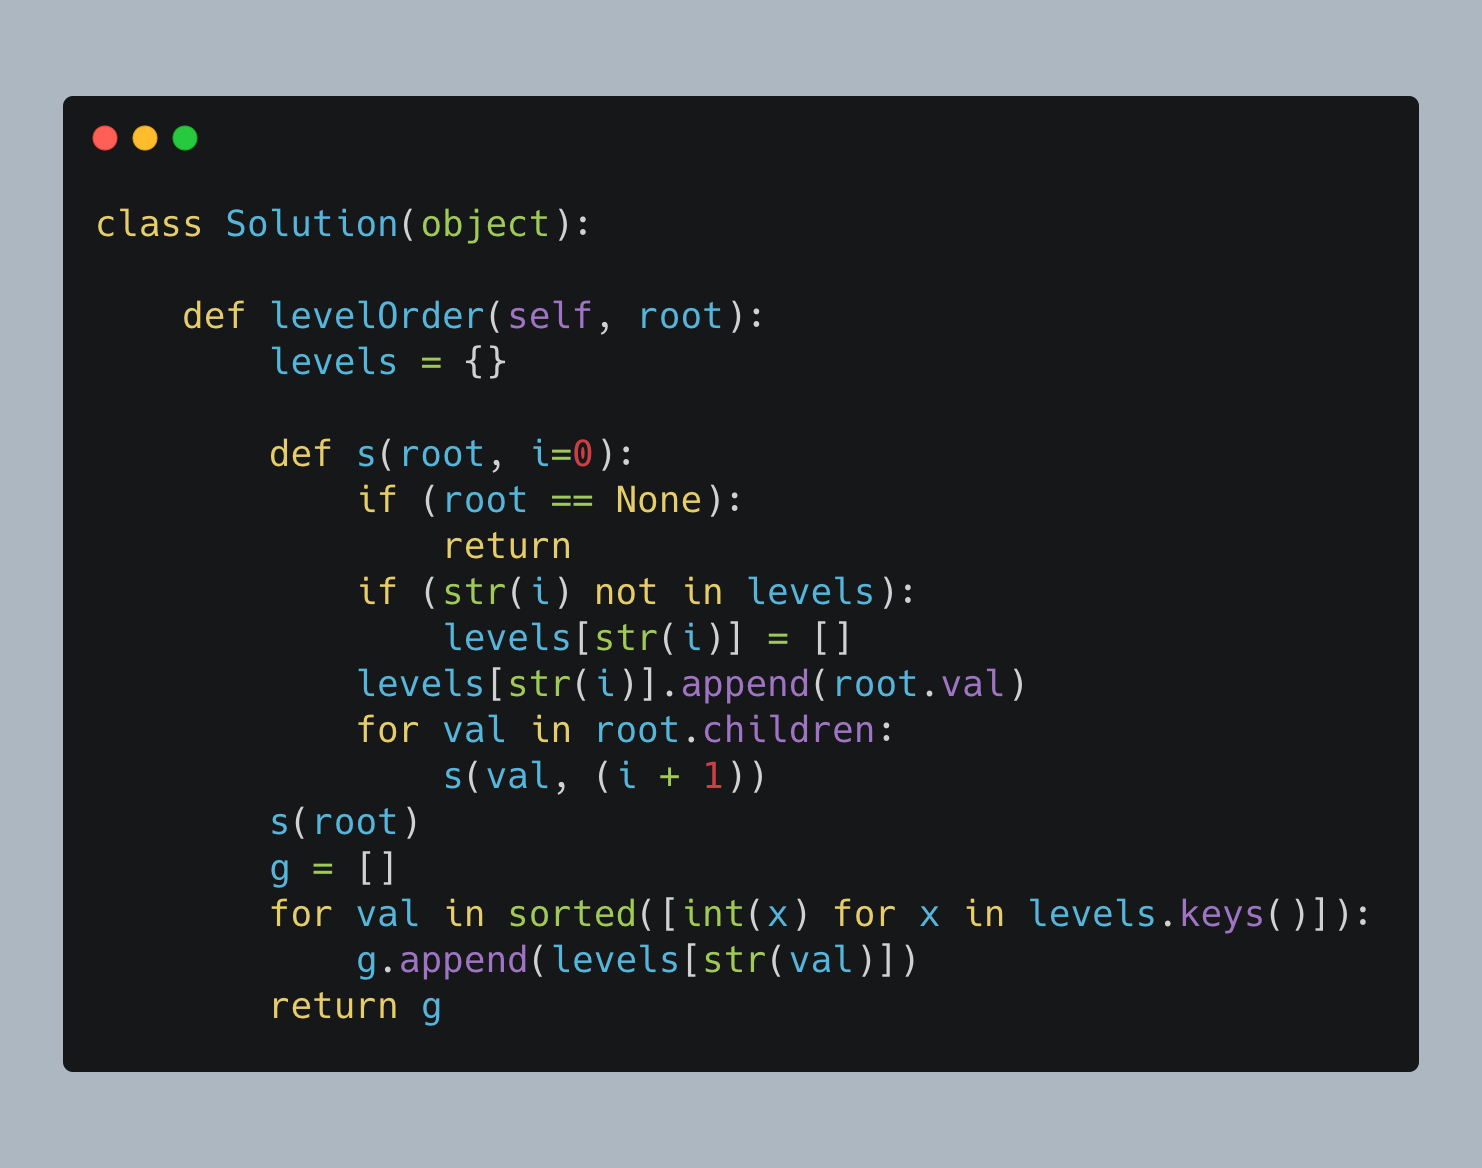 class Solution(object):

    def levelOrder(self, root):
        levels = {}

        def s(root, i=0):
            if (root == None):
                return
            if (str(i) not in levels):
                levels[str(i)] = []
            levels[str(i)].append(root.val)
            for val in root.children:
                s(val, (i + 1))
        s(root)
        g = []
        for val in sorted([int(x) for x in levels.keys()]):
            g.append(levels[str(val)])
        return g